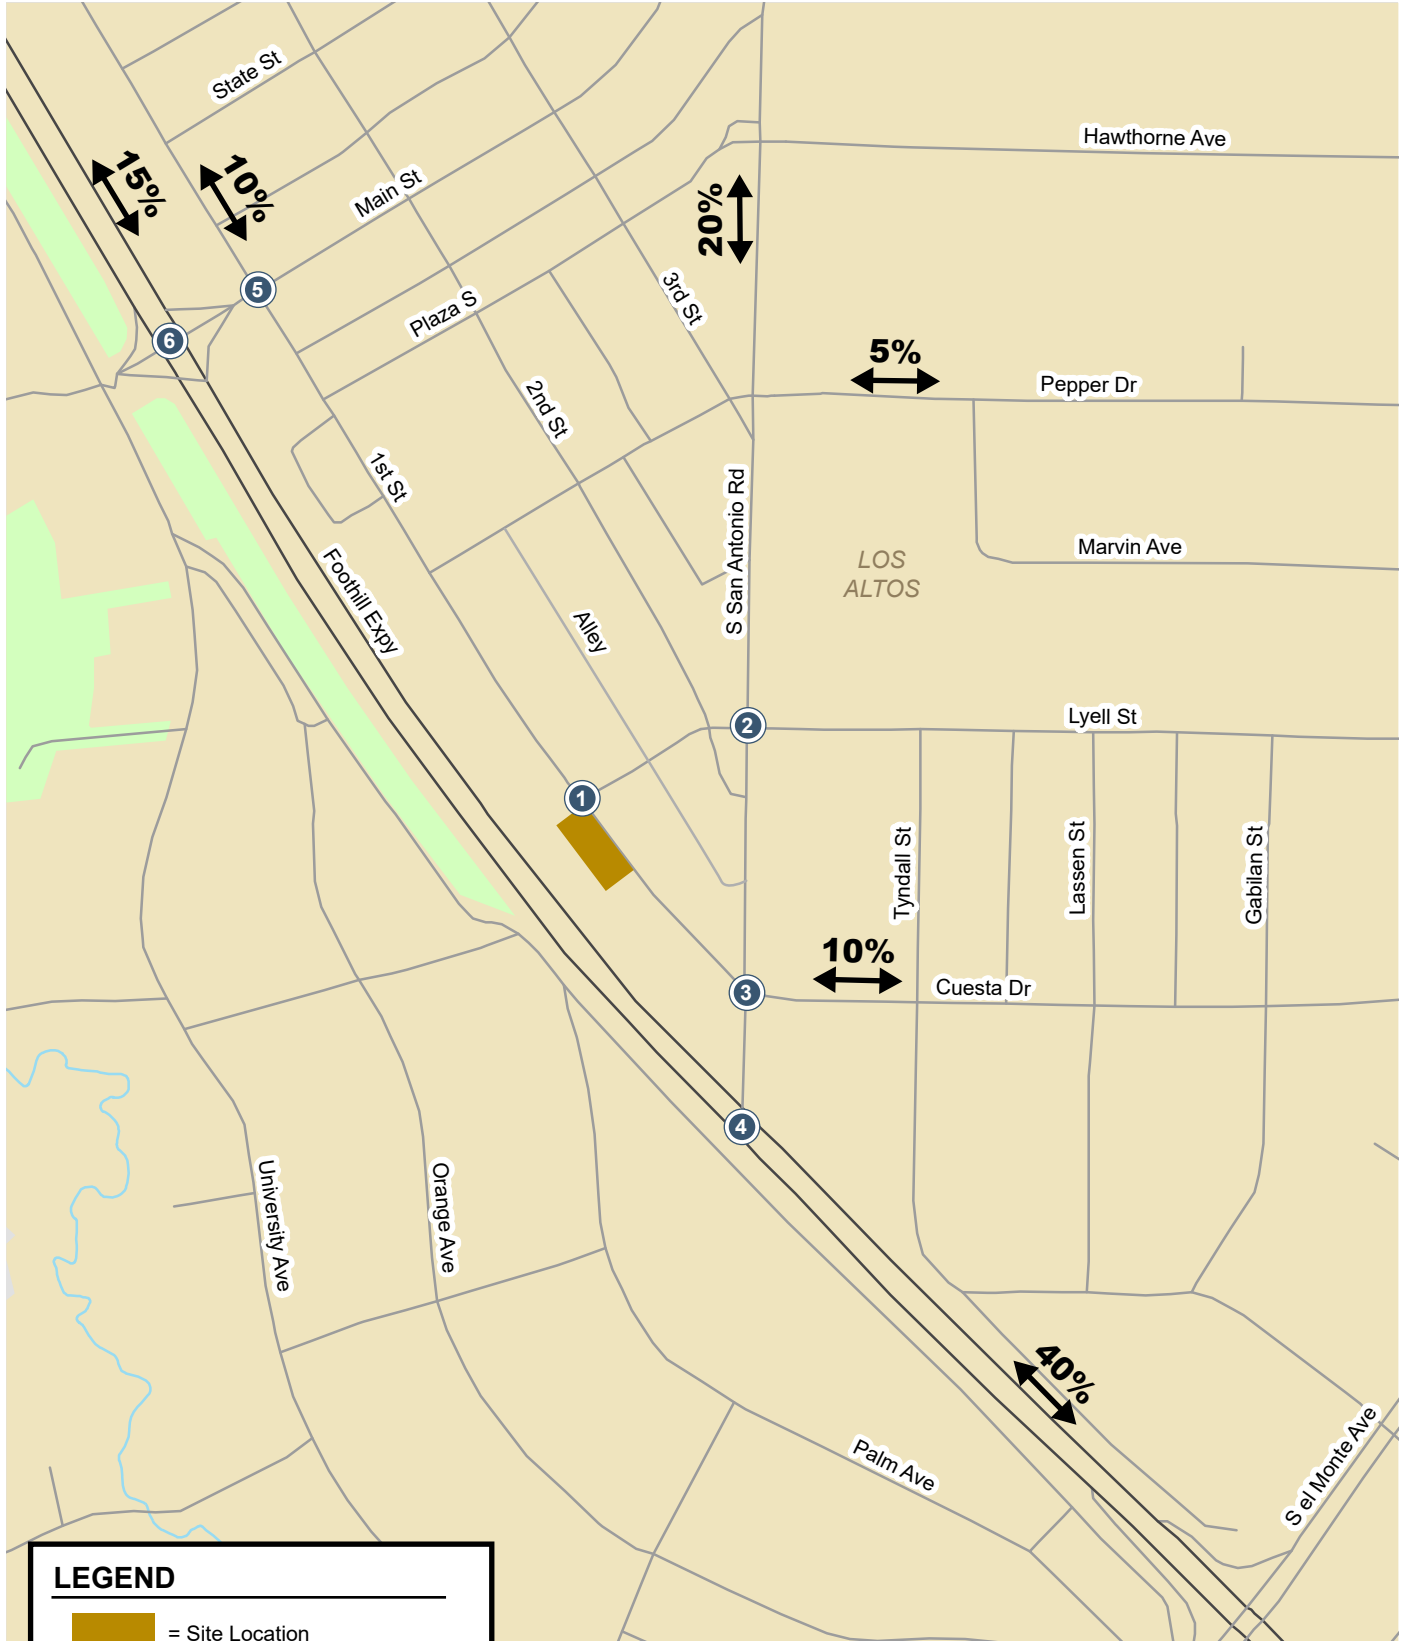 State St
Hawthorne Ave
15%
10%
Main St
20%
5
3rd St
Plaza S
6
5%
Pepper Dr
2nd St
1st St
S San Antonio Rd
Marvin Ave
LOS
ALTOS
Foothill Expy
Alley
2
Lyell St
1
Tyndall St
Lassen St
Gabilan St
10%
3
Cuesta Dr
4
University Ave
Orange Ave
40%
Palm Ave
S el Monte Ave
LEGEND
= Site Location